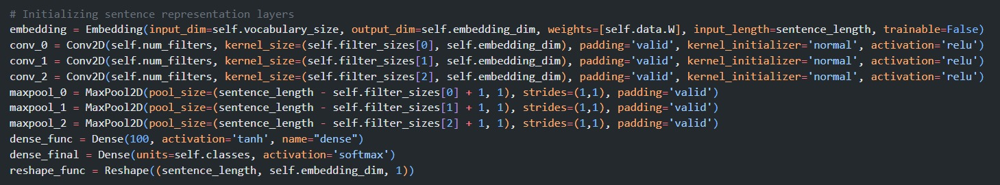 # Initializing sentence representation layers
embedding = Embedding(input_dim=self.vocabulary_size, output_dim=self.embedding_dim, weights=[self.data.W], input_length=sentence_length, trainable=False)
conv_0 = Conv2D(self.num_filters, kernel_size=(self.filter_sizes[0], self.embedding_dim), padding='valid', kernel_initializer='normal', activation='relu')
conv_1 = Conv2D(self.num_filters, kernel_size=(self.filter_sizes[1], self.embedding_dim), padding='valid', kernel_initializer='normal', activation='relu')
conv_2 = Conv2D(self.num_filters, kernel_size=(self.filter_sizes[2], self.embedding_dim), padding='valid', kernel_initializer='normal', activation='relu')
maxpool_0 = MaxPool2D(pool_size=(sentence_length - self.filter_sizes[0] + 1, 1), strides=(1,1), padding='valid')
maxpool_1 = MaxPool2D(pool_size=(sentence_length - self.filter_sizes[1] + 1, 1), strides=(1,1), padding='valid')
maxpool_2 = MaxPool2D(pool_size=(sentence_length - self.filter_sizes[2] + 1, 1), strides=(1,1), padding='valid')
dense_func = Dense(100, activation='tanh', name="dense")
dense_final = Dense(units=self.classes, activation='softmax')
reshape_func = Reshape((sentence_length, self.embedding_dim, 1))